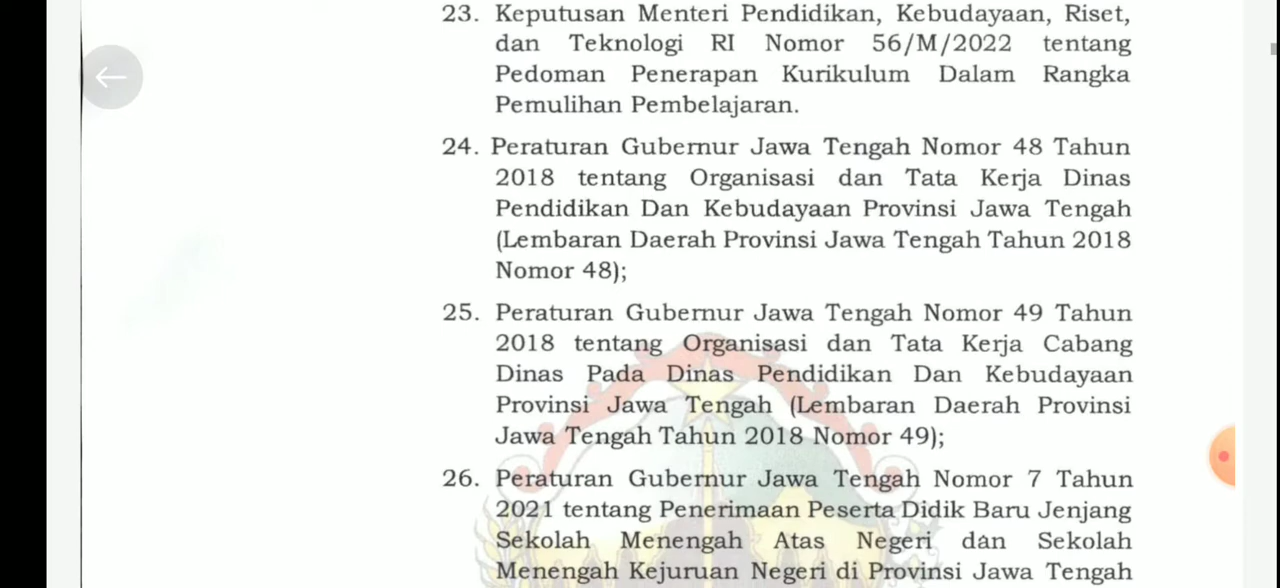 23. Keputusan Menteri Pendidikan, Kebudayaan, Riset,
dan Teknologi RI Nomor 56/M/2022 tentang
Pedoman Penerapan Kurikulum Dalam Rangka
Pemulihan Pembelajaran.
24. Peraturan Gubernur Jawa Tengah Nomor 48 Tahun
2018 tentang Organisasi dan Tata Kerja Dinas
Pendidikan Dan Kebudayaan Provinsi Jawa Tengah
(Lembaran Daerah Provinsi Jawa Tengah Tahun 2018
Nomor 48);
25. Peraturan Gubernur Jawa Tengah Nomor 49 Tahun
2018 tentang Organisasi dan Tata Kerja Cabang
Dinas Pada Dinas Pendidikan Dan Kebudayaan
Provinsi Jawa Tengah (Lembaran Daerah Provinsi
Jawa Tengah Tahun 2018 Nomor 49);
26. Peraturan Gubernur Jawa Tengah Nomor 7 Tahun
2021 tentang Penerimaan Peserta Didik Baru Jenjang
Sekolah Menengah Atas Negeri dan Sekolah
Menengah Kejuruan Negeri di Provinsi Jawa Tengah